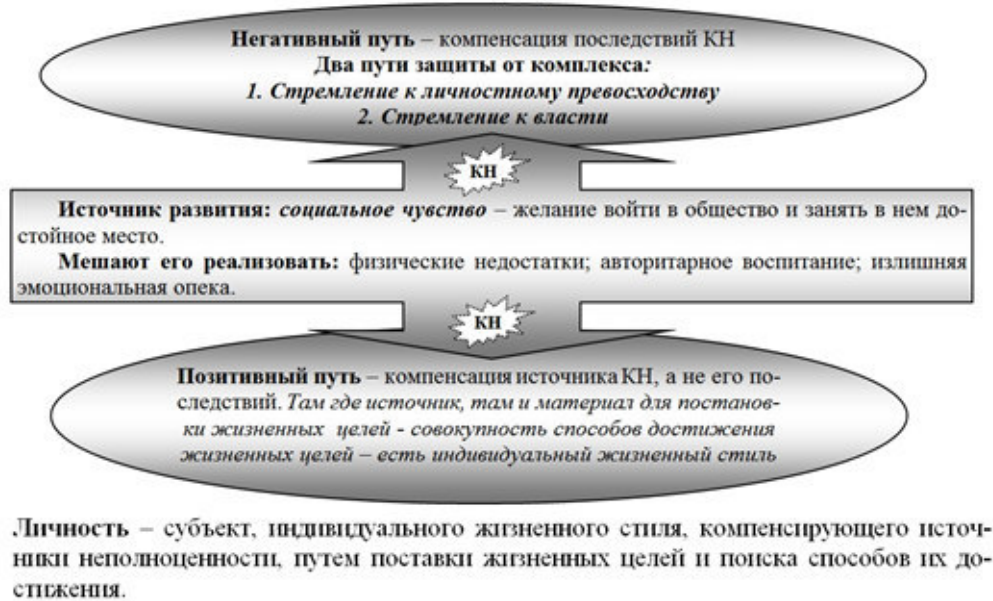 Негативный путь – компенсация последствий КН
Два пути защиты от комплекса:
1. Стремление к личностному превосходству
2. Стремление к власти
КН
Источник развития: социальное чувство – желание войти в общество и занять в нем до-
стойное место.
Мешают его реализовать: физические недостатки; авторитарное воспитание; излишняя
эмоциональная опека.
КН
Позитивный путь – компенсация источника КН, а не его по-
следствий. Там где источник, там и материал для постанов-
ки жизненных целей - совокупность способов достижения
жизненных целей – есть индивидуальный жизненный стиль
Личность – субъект, индивидуального жизненного стиля, компенсирующего источ-
ники неполноценности, путем поставки жизненных целей и поиска способов их до-
стижения.